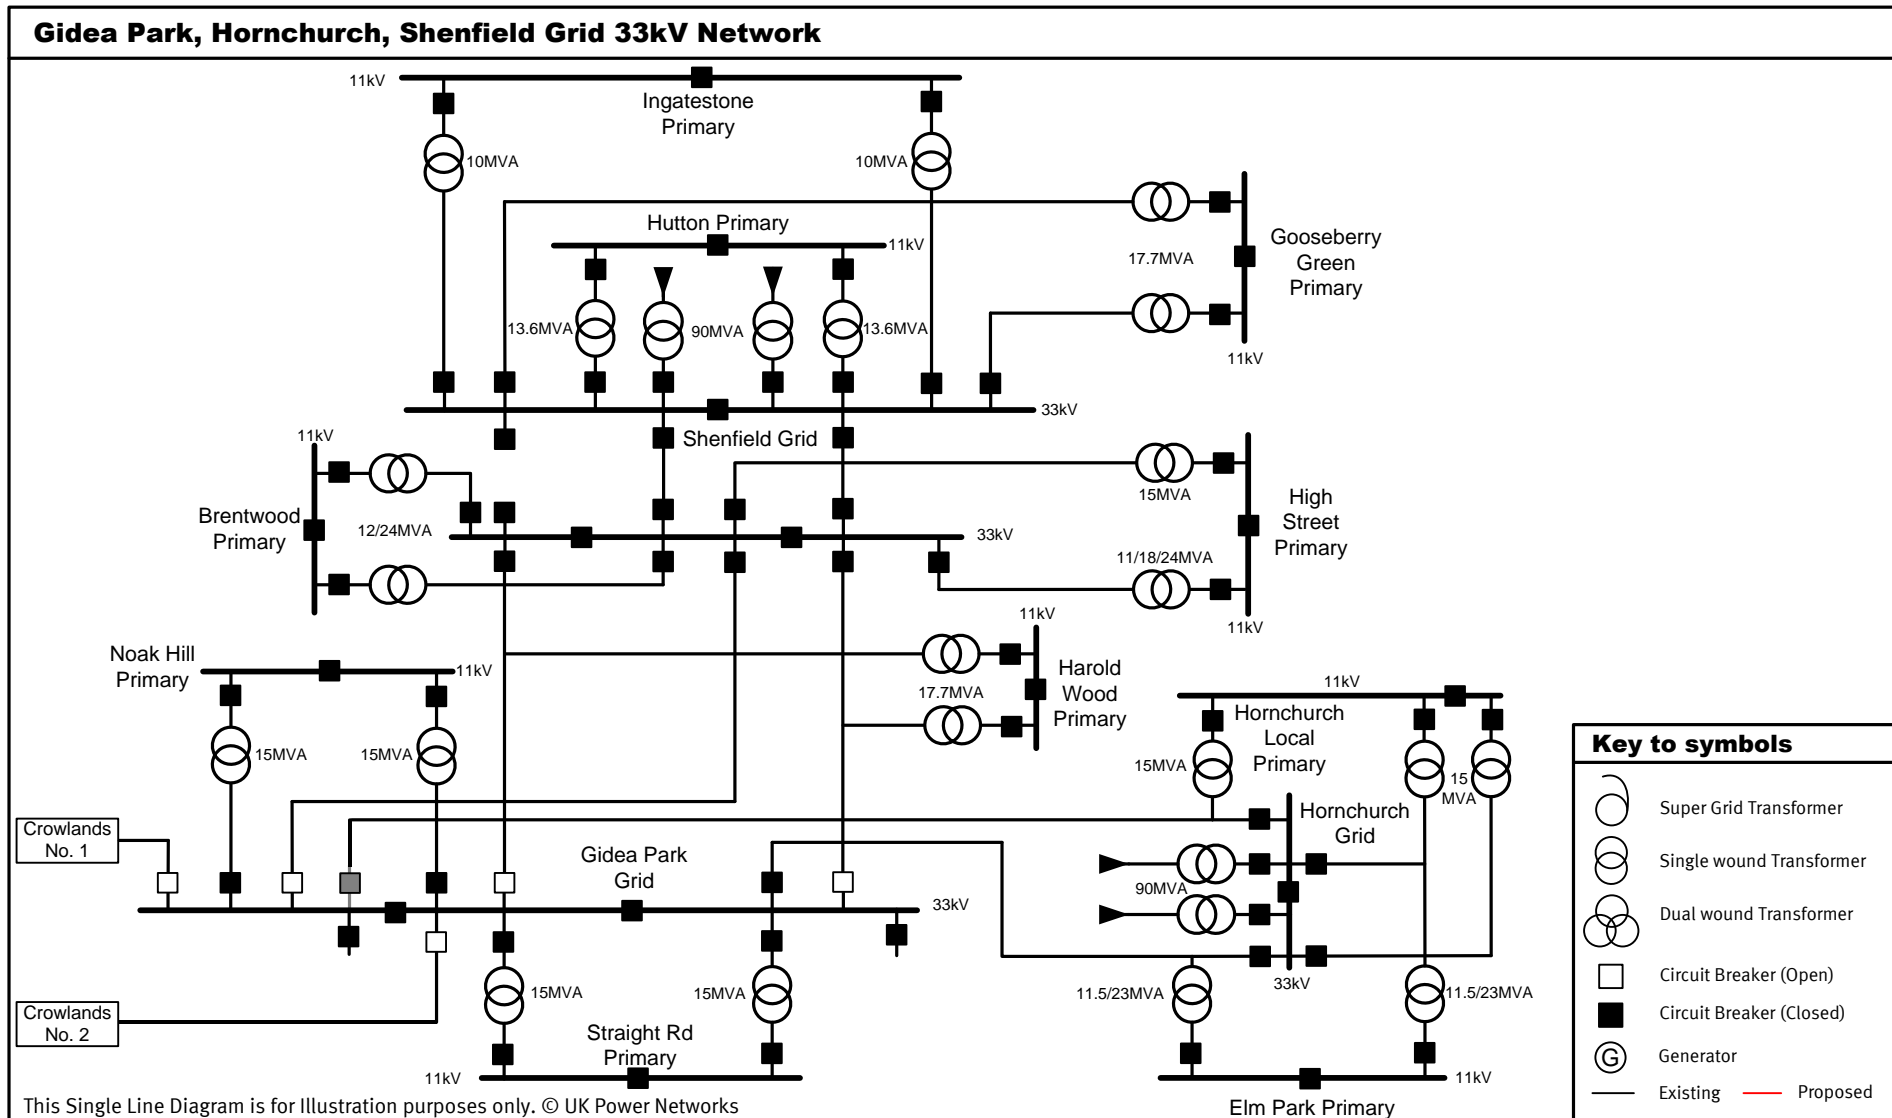 Gidea Park, Hornchurch, Shenfield Grid 33kV Network
11kV
Ingatestone
Primary
10MVA
10MVA
Hutton Primary
11kV
13.6MVA
90MVA
13.6MVA
17.7MVA
Gooseberry
Green
Primary
11kV
33kV
Shenfield Grid
11kV
Brentwood
Primary
12/24MVA
33kV
15MVA
High
Street
Primary
11/18/24MVA
11kV
11kV
Noak Hill
Primary
11kV
15MVA
15MVA
17.7MVA
Harold
Wood
Primary
11kV
Hornchurch
Local
Primary
15MVA
15
MVA
Crowlands
No. 1
Gidea Park
Grid
33kV
Hornchurch
Grid
90MVA
33kV
Crowlands
No. 2
15MVA
15MVA
Straight Rd
Primary
11kV
11.5/23MVA
11.5/23MVA
11kV
Elm Park Primary
Key to symbols
Super Grid Transformer
Single wound Transformer
Dual wound Transformer
Circuit Breaker (Open)
Circuit Breaker (Closed)
G
Generator
Existing
Proposed
This Single Line Diagram is for Illustration purposes only. © UK Power Networks